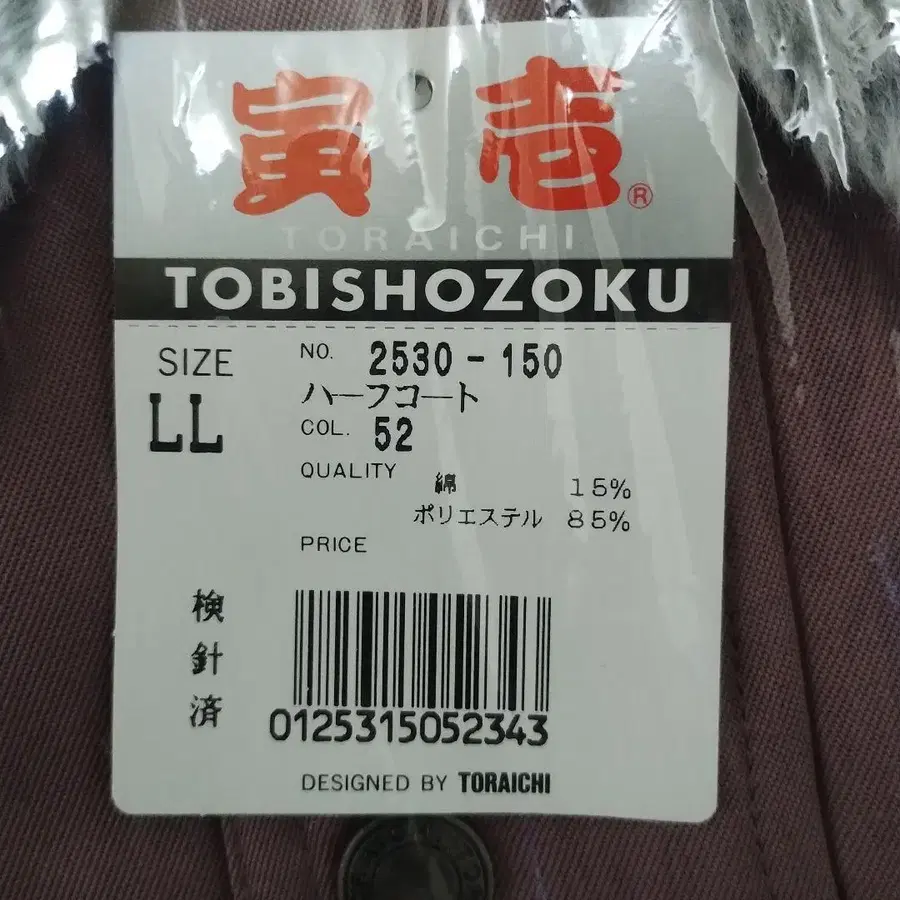 寅壱®
TORAICHI
TOBISHOZOKU
SIZE
LL
NO. 2530-150
ハーフコート
COL. 52
QUALITY
綿 15%
ポリエステル 85%
PRICE
検針済
0125315052343
DESIGNED BY TORAICHI